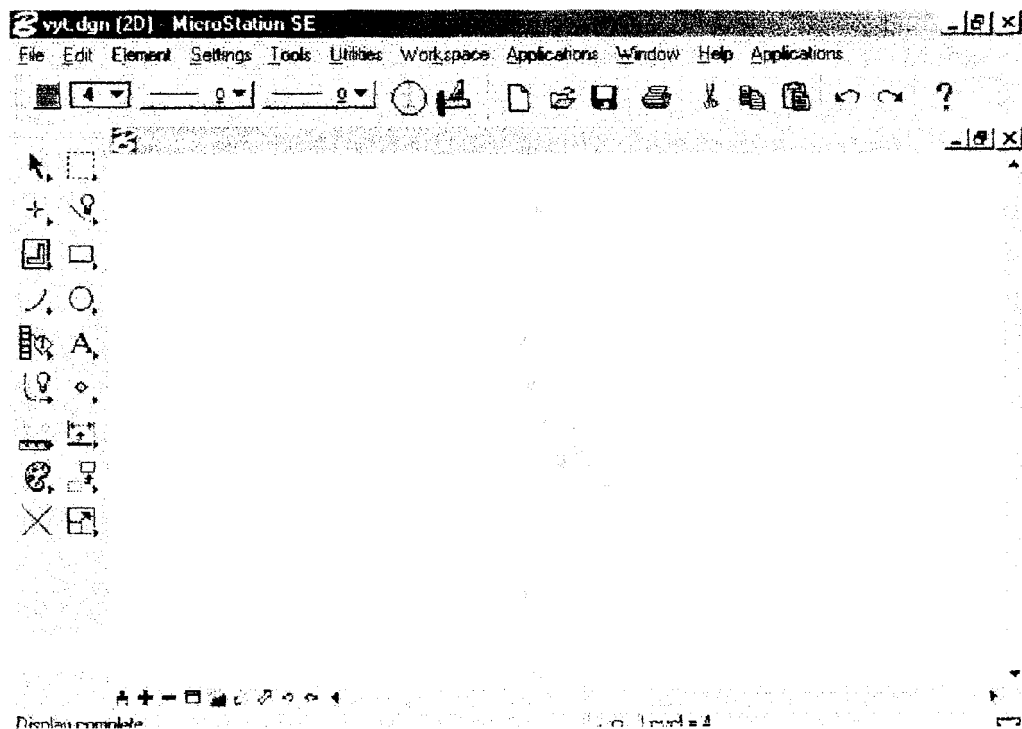 vyt.dgn (2D) - MicroStation SE
File Edit Element Settings Tools Utilities Workspace Applications Window Help Applications
4 0 0 ?
A
Display complete Level = 4